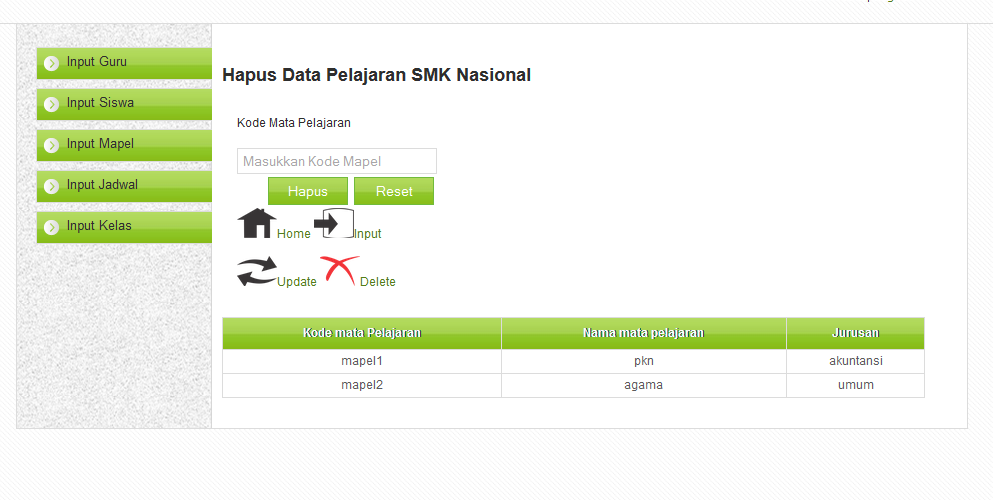 Input Guru
Input Siswa
Input Mapel
Input Jadwal
Input Kelas
Hapus Data Pelajaran SMK Nasional
Kode Mata Pelajaran
Masukkan Kode Mapel
Hapus Reset
Home Input
Update Delete
Kode mata Pelajaran Nama mata pelajaran Jurusan
mapel1 pkn akuntansi
mapel2 agama umum